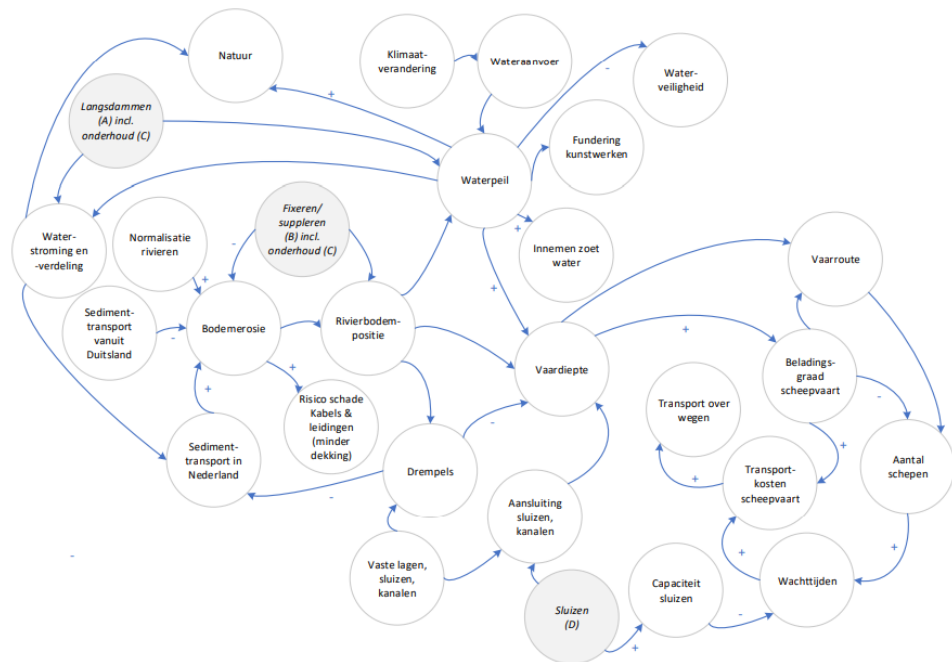 Natuur
Klimaat-
verandering
Wateraanvoer
Water-
veiligheid
Langsdammen
(A) incl.
onderhoud (C)
Fundering
kunstwerken
Waterpeil
Fixeren/
suppleren
(B) incl.
onderhoud (C)
Water-
stroming en
-verdeling
Normalisatie
rivieren
Innemen zoet
water
Vaarroute
Sediment-
transport
vanuit
Duitsland
Bodemerosie
Rivierbodem-
positie
Vaardiepte
Beladings-
graad
scheepvaart
Risico schade
Kabels &
leidingen
(minder
dekking)
Transport over
wegen
Sediment-
transport in
Nederland
Drempels
Transport-
kosten
scheepvaart
Aantal
schepen
Aansluiting
sluizen,
kanalen
Vaste lagen,
sluizen,
kanalen
Sluizen
(D)
Capaciteit
sluizen
Wachttijden
+
-
+
+
-
+
-
+
+
+
-
-
-
+
-
+
+
+
+
+
-
-